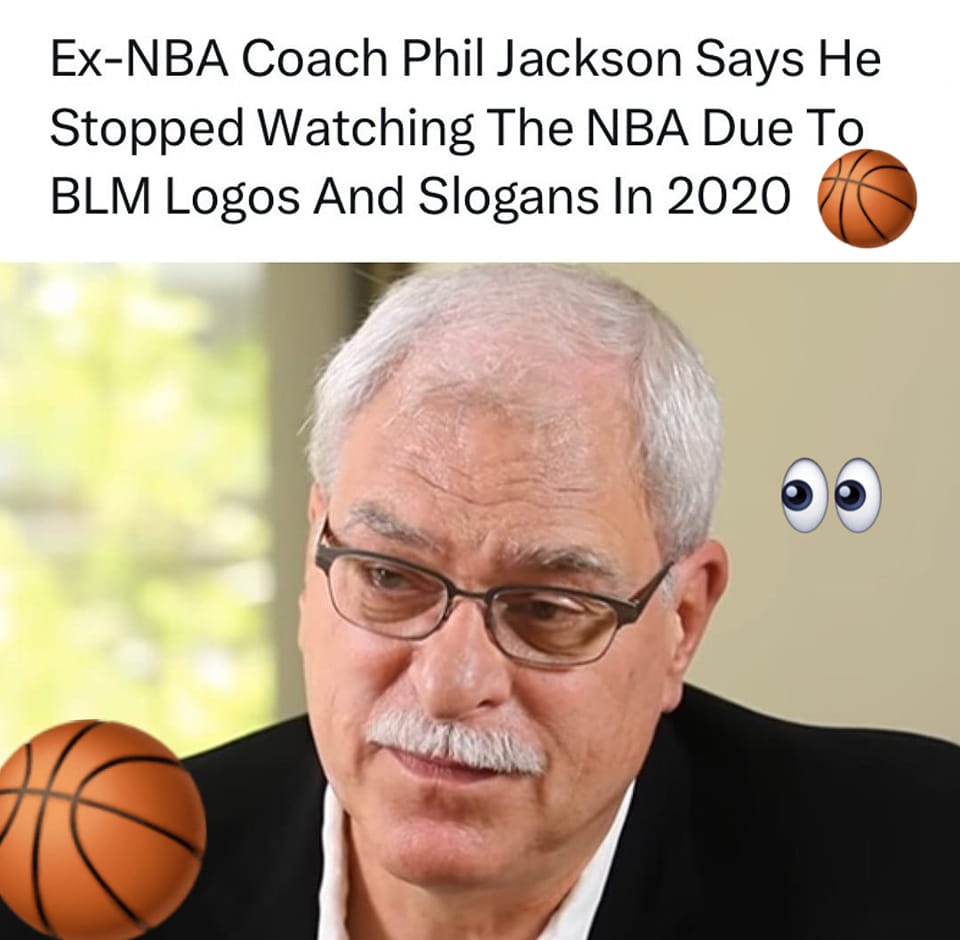 Ex-NBA Coach Phil Jackson Says He
Stopped Watching The NBA Due To
BLM Logos And Slogans In 2020